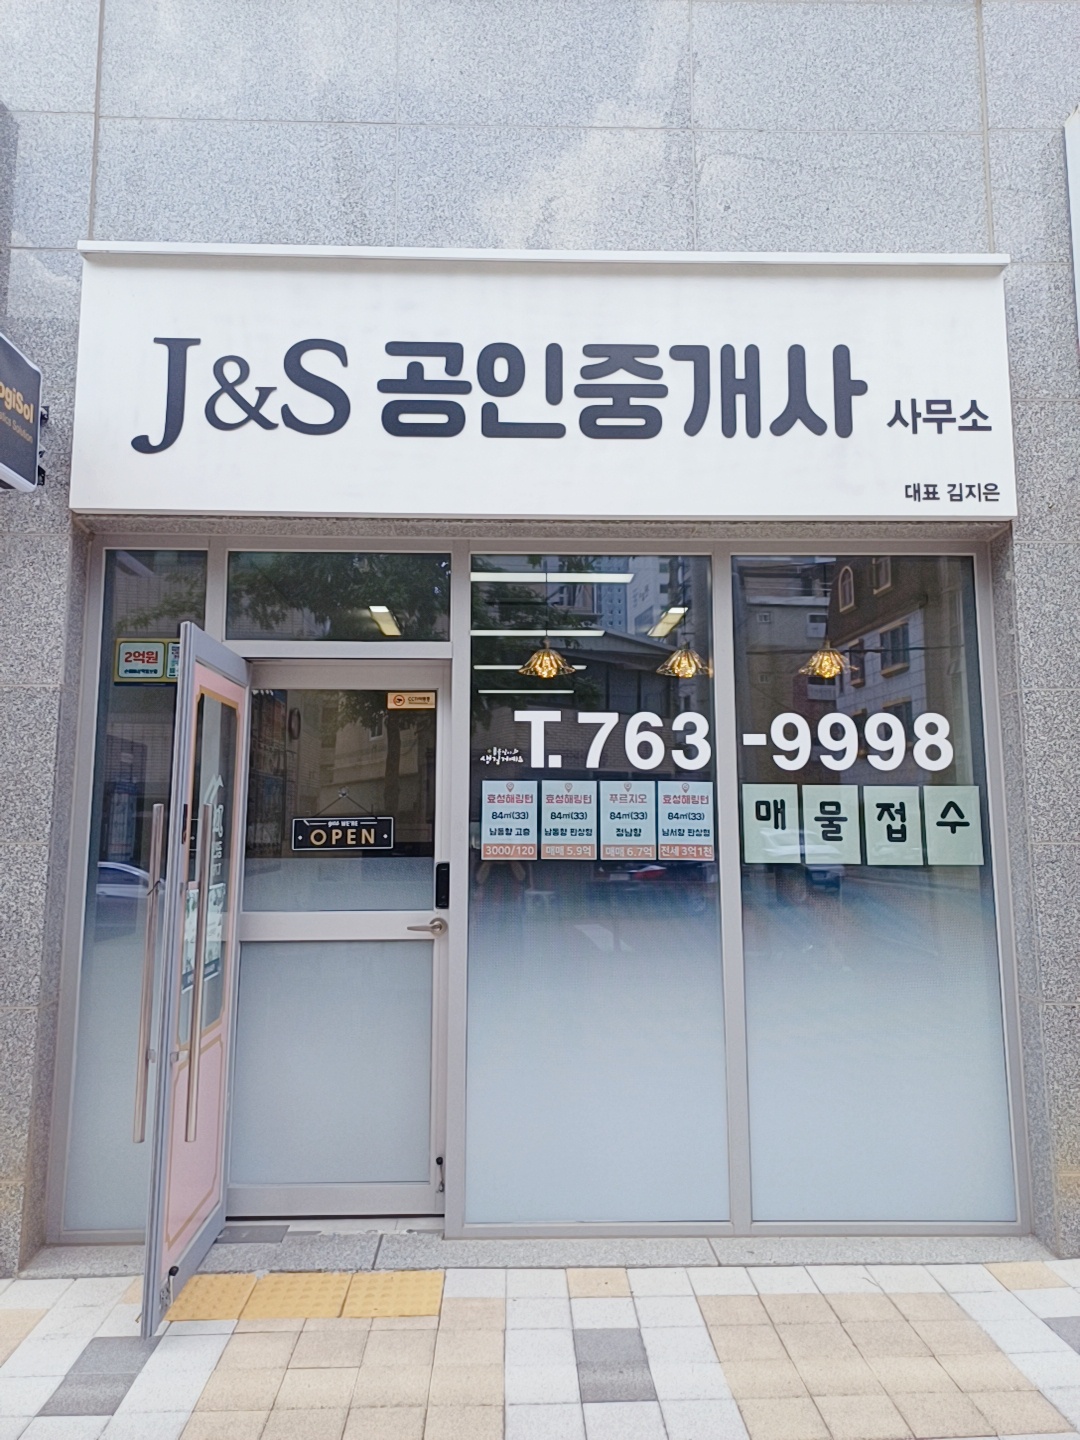 J&S 공인중개사 사무소
대표 김지은
ogiSol
2억원
OPEN
T.763-9998
효성해링턴
84㎡(33)
남동향 고층
3000/120
효성해링턴
84㎡(33)
남동향 판상형
매매 5.9억
푸르지오
84㎡(33)
정남향
매매 6.7억
효성해링턴
84㎡(33)
남서향 판상형
전세 3억1천
매물접수